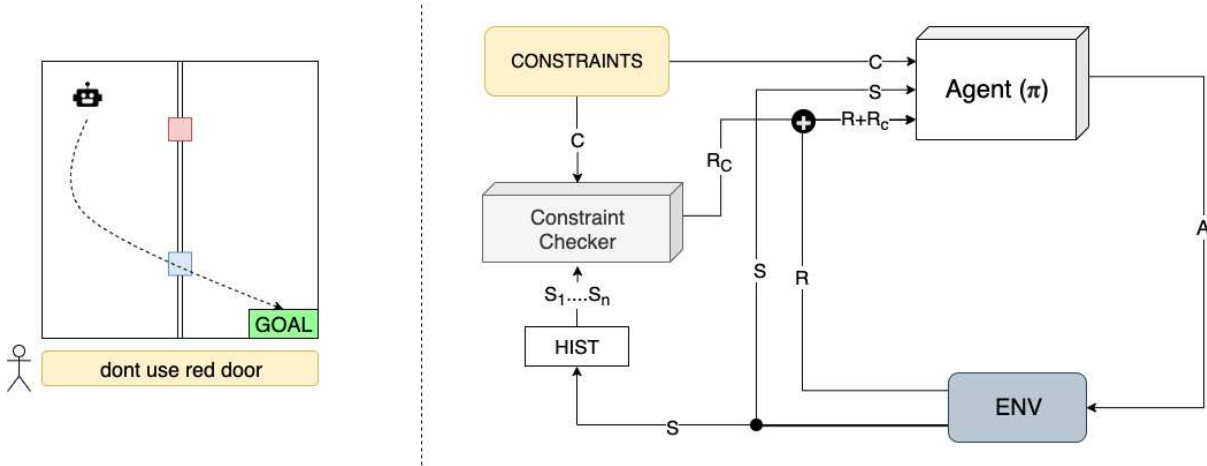 GOAL
dont use red door
CONSTRAINTS
C
S
R+Rc
Agent (π)
C
RC
Constraint
Checker
S
R
A
S1....Sn
HIST
S
ENV